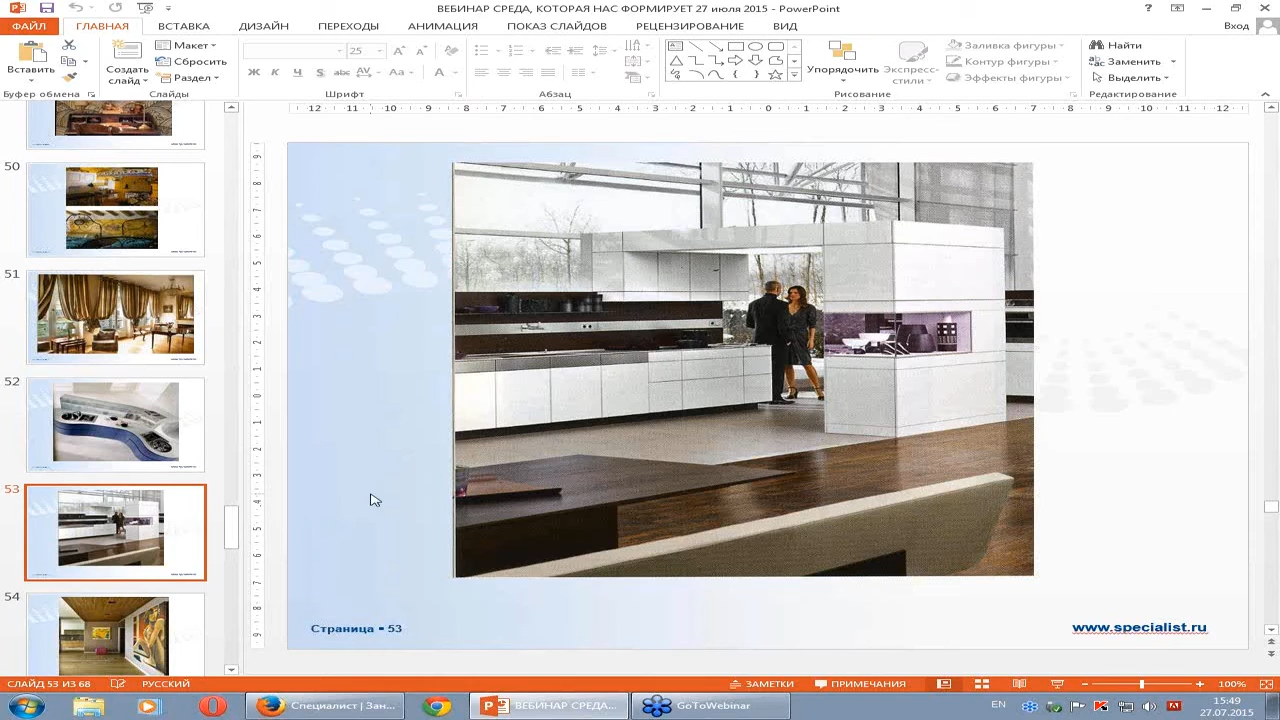 ВЕБИНАР СРЕДА, КОТОРАЯ НАС ФОРМИРУЕТ 27 июля 2015 - PowerPoint
ФАЙЛ ГЛАВНАЯ ВСТАВКА ДИЗАЙН ПЕРЕХОДЫ АНИМАЦИЯ ПОКАЗ СЛАЙДОВ РЕЦЕНЗИРОВАНИЕ ВИД Вход
Вставить
Создать слайд
Макет
Сбросить
Раздел
25
Ж К Ч S abc AV A
Упорядочить
Экспресс-стили
Заливка фигуры
Контур фигуры
Эффекты фигуры
Найти
Заменить
Выделить
Буфер обмена Слайды Шрифт Абзац Рисование Редактирование
50
51
52
53
54
Страница 53
www.specialist.ru
СЛАЙД 53 ИЗ 68 РУССКИЙ ЗАМЕТКИ ПРИМЕЧАНИЯ 100%
Специалист | Зан...
ВЕБИНАР СРЕДА...
GoToWebinar
EN
15:49
27.07.2015